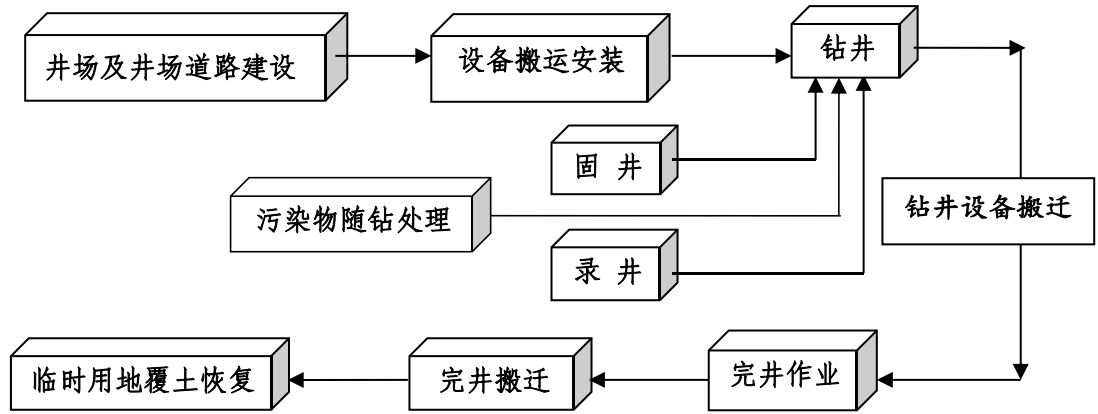 井场及井场道路建设
设备搬运安装
钻井
固 井
污染物随钻处理
钻井设备搬迁
录 井
临时用地覆土恢复
完井搬迁
完井作业